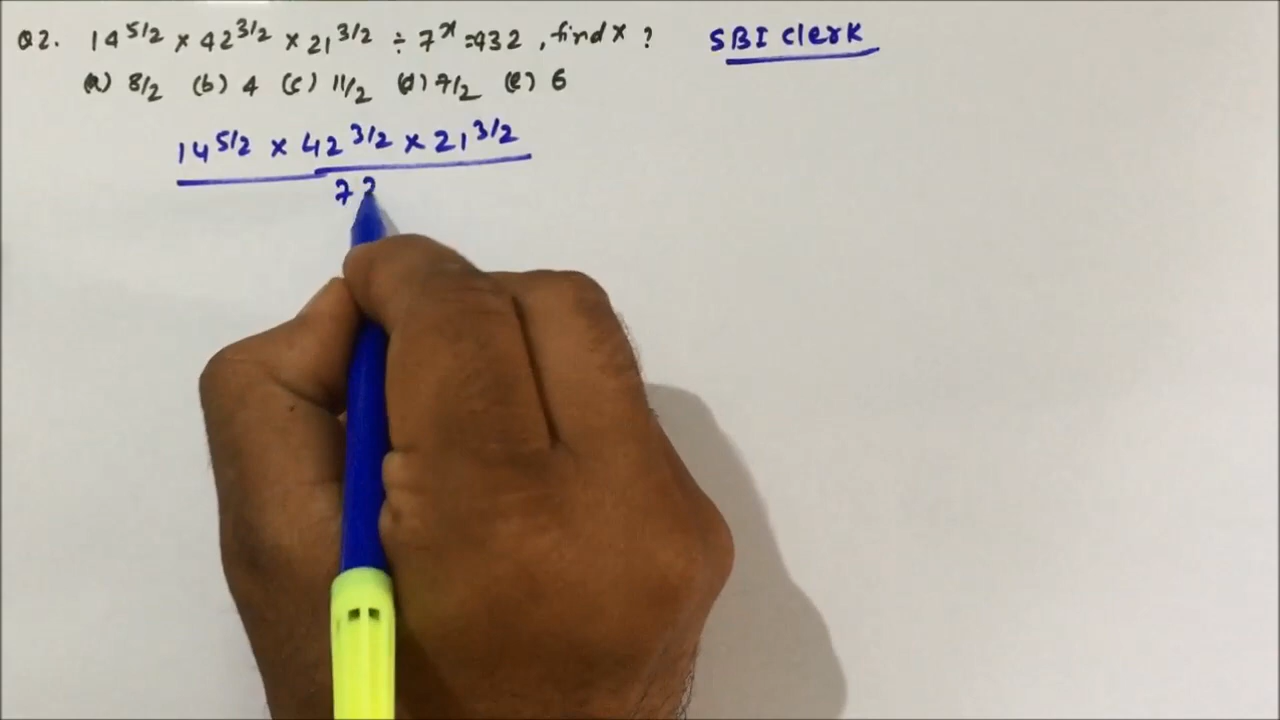 Q2. 14^5/2 × 42^3/2 × 21^3/2 ÷ 7^x = 432, find x ? SBI clerk
(a) 8/2 (b) 4 (c) 11/2 (d) 7/2 (e) 6
14^5/2 × 42^3/2 × 21^3/2
7